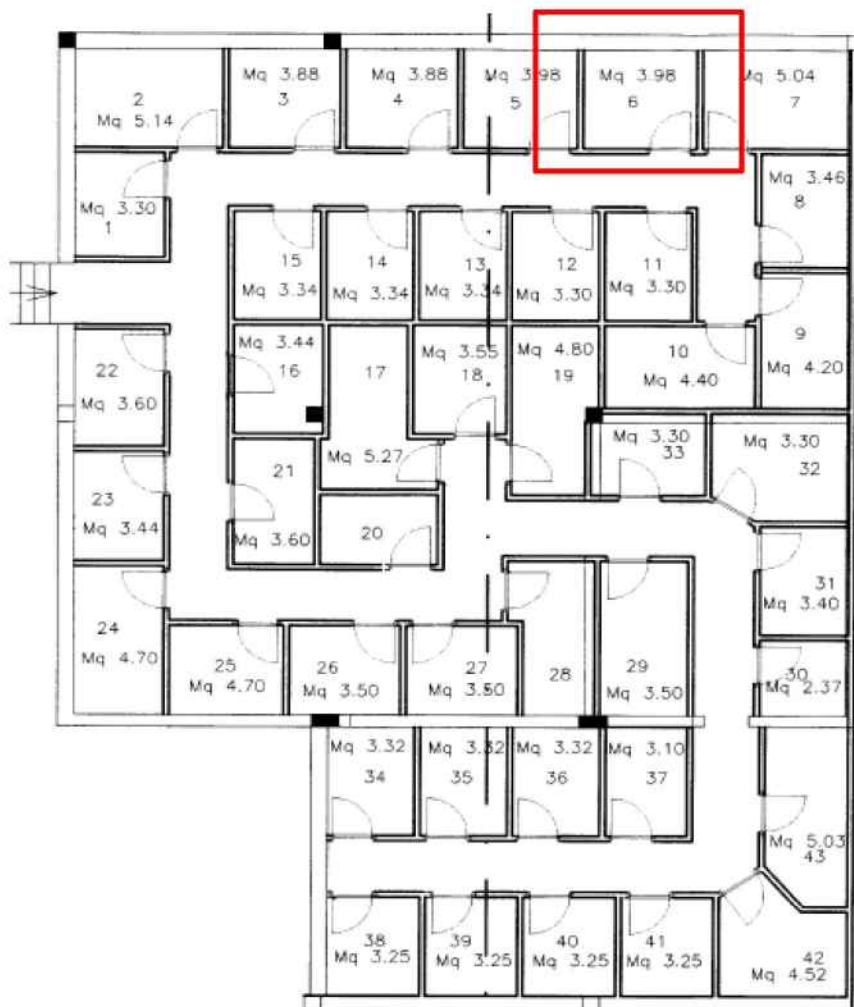 2
Mq 5.14
Mq 3.88
3
Mq 3.88
4
Mq 3.98
5
Mq 3.98
6
Mq 5.04
7
Mq 3.30
1
Mq 3.46
8
15
Mq 3.34
14
Mq 3.34
13
Mq 3.34
12
Mq 3.30
11
Mq 3.30
9
Mq 4.20
10
Mq 4.40
22
Mq 3.60
Mq 3.44
16
17
Mq 5.27
Mq 3.55
18
Mq 4.80
19
Mq 3.30
33
Mq 3.30
32
23
Mq 3.44
21
Mq 3.60
20
31
Mq 3.40
24
Mq 4.70
25
Mq 4.70
26
Mq 3.50
27
Mq 3.50
28
29
Mq 3.50
30
Mq 2.37
Mq 3.32
34
Mq 3.32
35
Mq 3.32
36
Mq 3.10
37
Mq 5.03
43
38
Mq 3.25
39
Mq 3.25
40
Mq 3.25
41
Mq 3.25
42
Mq 4.52